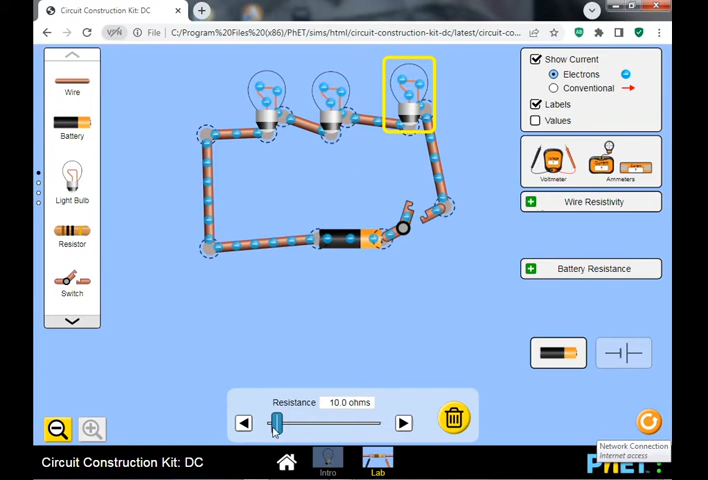 Circuit Construction Kit: DC
File | C:/Program%20Files%20(x86)/PhET/sims/html/circuit-construction-kit-dc/latest/circuit-co...
Wire
Battery
Light Bulb
Resistor
Switch
Show Current
Electrons
Conventional
Labels
Values
Voltmeter
Ammeters
Wire Resistivity
Battery Resistance
Resistance 10.0 ohms
Network Connection
Internet access
Circuit Construction Kit: DC
Intro
Lab
PhET